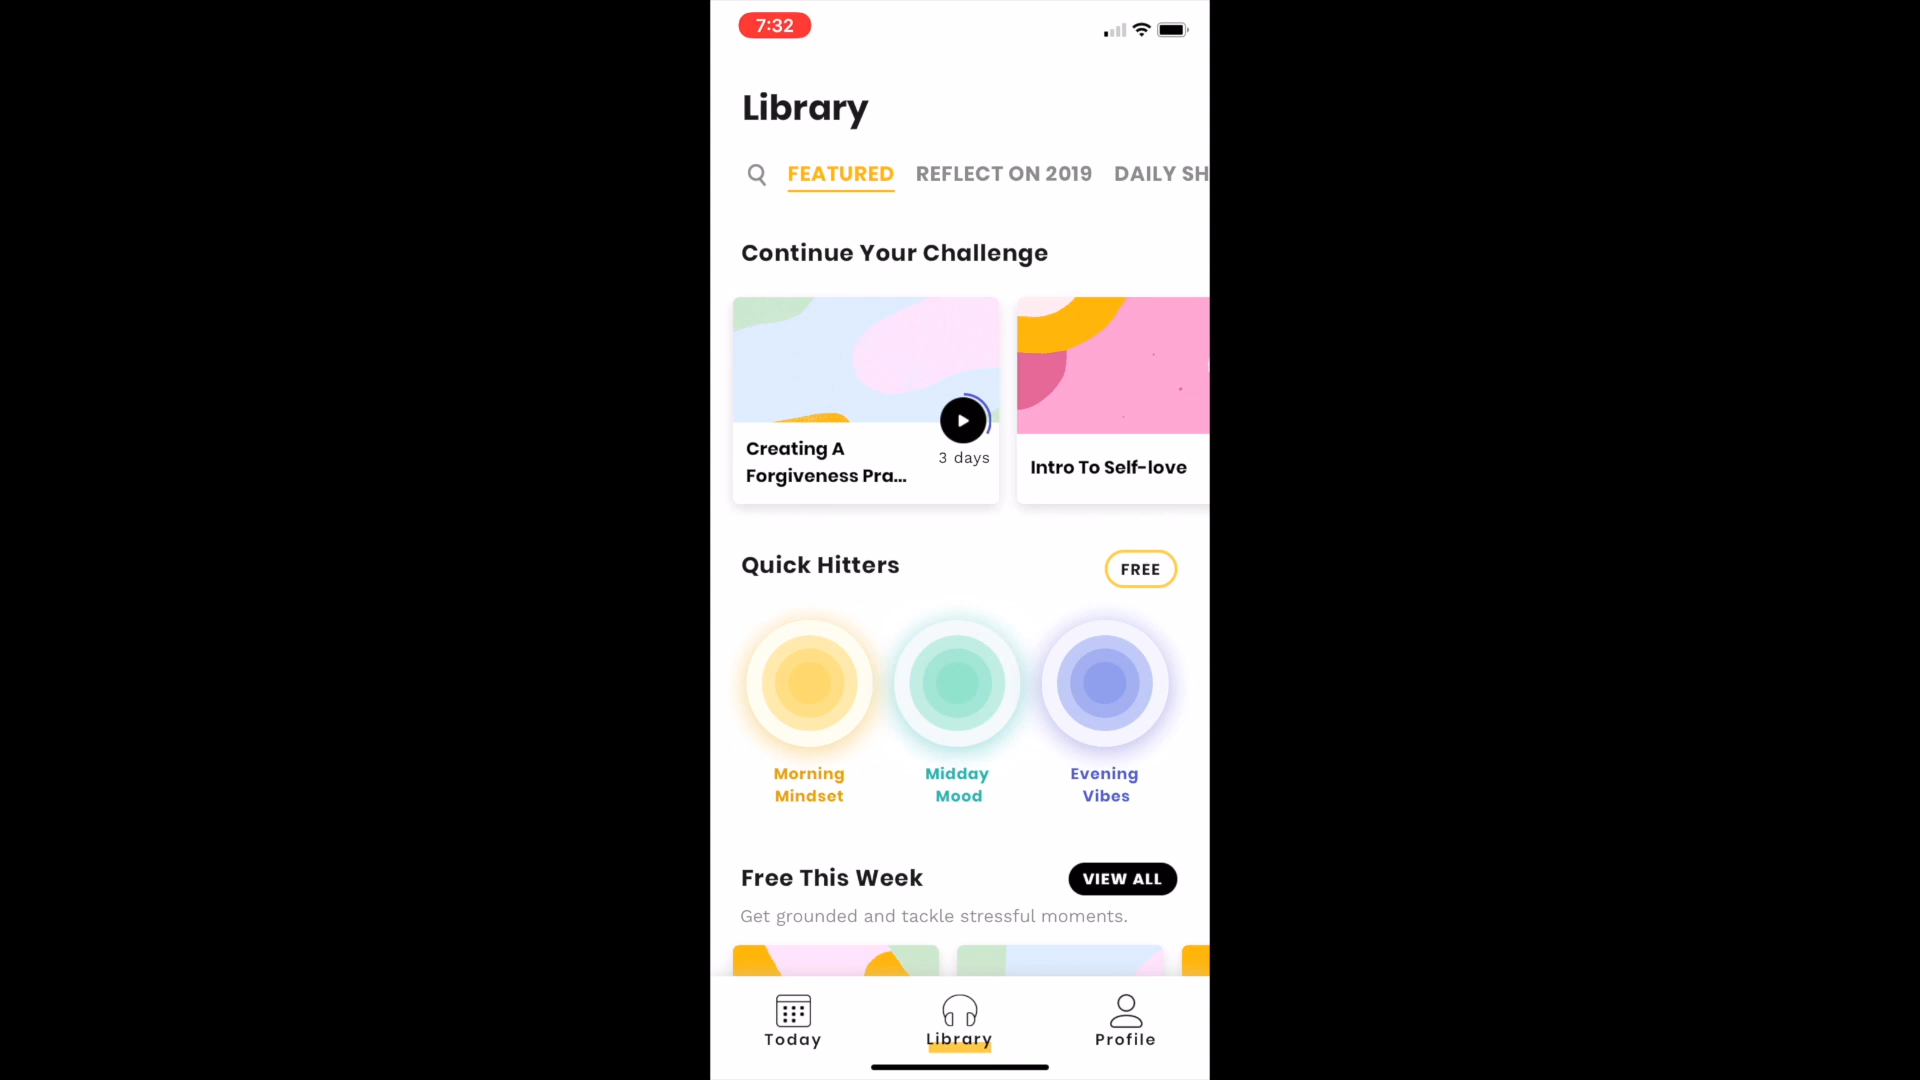 7:32
Library
FEATURED REFLECT ON 2019 DAILY SH
Continue Your Challenge
Creating A
Forgiveness Pra...
3 days
Intro To Self-love
Quick Hitters
FREE
Morning
Mindset
Midday
Mood
Evening
Vibes
Free This Week
VIEW ALL
Get grounded and tackle stressful moments.
Today
Library
Profile